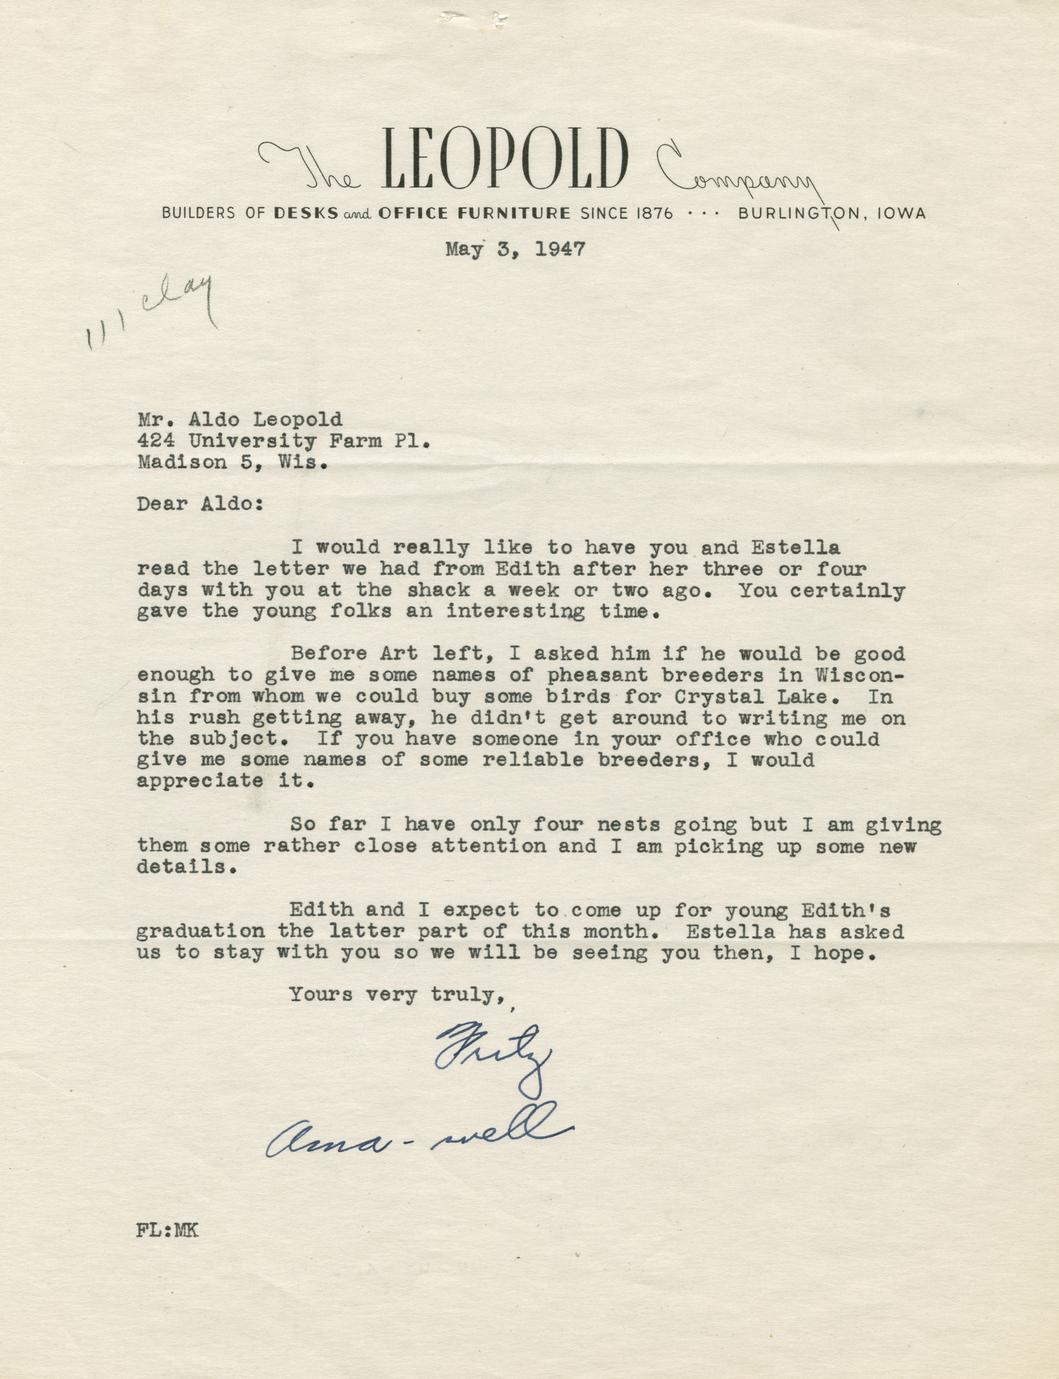 The LEOPOLD Company
BUILDERS OF DESKS and OFFICE FURNITURE SINCE 1876 ··· BURLINGTON, IOWA
May 3, 1947
111 clay
Mr. Aldo Leopold
424 University Farm Pl.
Madison 5, Wis.
Dear Aldo:
I would really like to have you and Estella
read the letter we had from Edith after her three or four
days with you at the shack a week or two ago. You certainly
gave the young folks an interesting time.
Before Art left, I asked him if he would be good
enough to give me some names of pheasant breeders in Wiscon-
sin from whom we could buy some birds for Crystal Lake. In
his rush getting away, he didn't get around to writing me on
the subject. If you have someone in your office who could
give me some names of some reliable breeders, I would
appreciate it.
So far I have only four nests going but I am giving
them some rather close attention and I am picking up some new
details.
Edith and I expect to come up for young Edith's
graduation the latter part of this month. Estella has asked
us to stay with you so we will be seeing you then, I hope.
Yours very truly,
Fritz
FL:MK